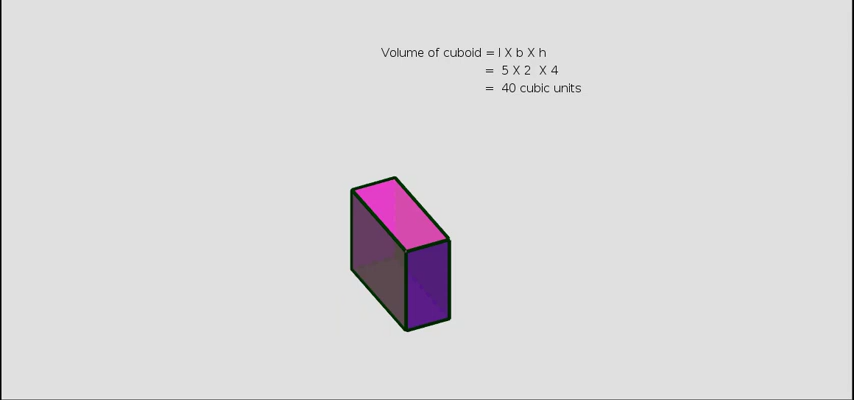 Volume of cuboid = l X b X h
= 5 X 2 X 4
= 40 cubic units